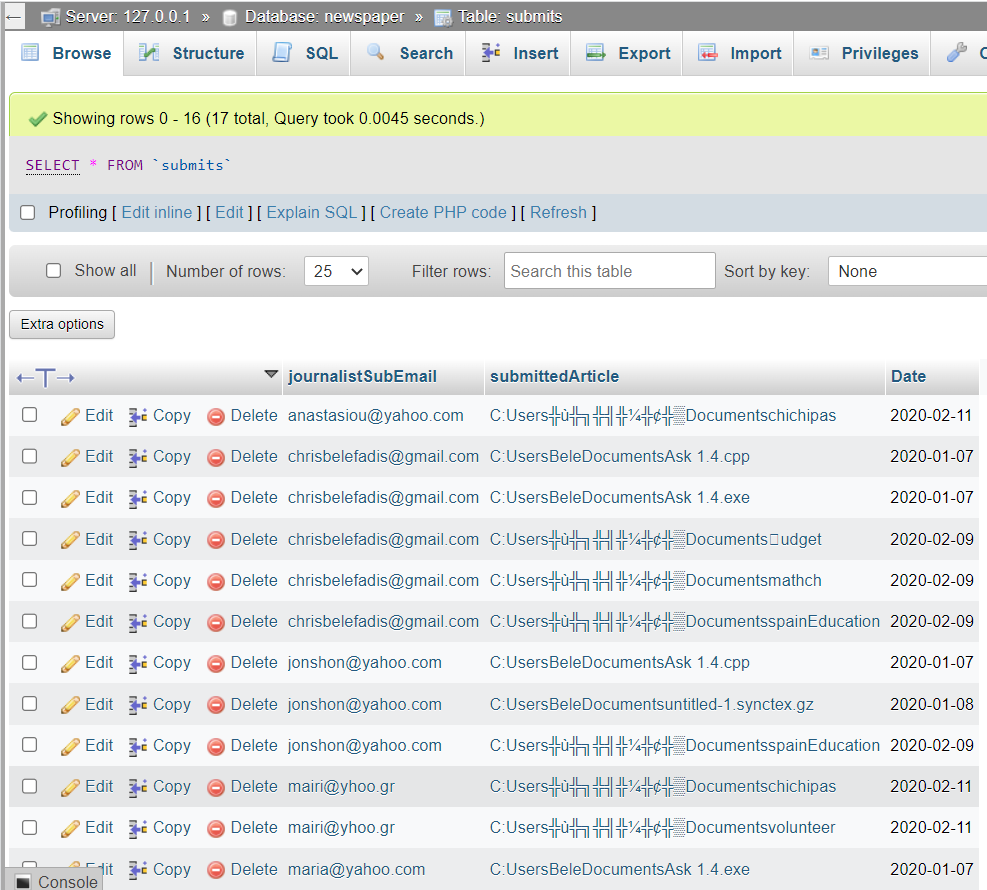 ← Server: 127.0.0.1 » Database: newspaper » Table: submits
Browse Structure SQL Search Insert Export Import Privileges
Showing rows 0 - 16 (17 total, Query took 0.0045 seconds.)
SELECT * FROM `submits`
Profiling [ Edit inline ] [ Edit ] [ Explain SQL ] [ Create PHP code ] [ Refresh ]
Show all Number of rows: 25 Filter rows: Search this table Sort by key: None
Extra options
←T→ journalistSubEmail submittedArticle Date
Edit Copy Delete anastasiou@yahoo.com C:Users╬ù╬╗╬╣╬¼╬¢╬▒Documentschichipas 2020-02-11
Edit Copy Delete chrisbelefadis@gmail.com C:UsersBeleDocumentsAsk 1.4.cpp 2020-01-07
Edit Copy Delete chrisbelefadis@gmail.com C:UsersBeleDocumentsAsk 1.4.exe 2020-01-07
Edit Copy Delete chrisbelefadis@gmail.com C:Users╬ù╬╗╬╣╬¼╬¢╬▒Documents□udget 2020-02-09
Edit Copy Delete chrisbelefadis@gmail.com C:Users╬ù╬╗╬╣╬¼╬¢╬▒Documentsmathch 2020-02-09
Edit Copy Delete chrisbelefadis@gmail.com C:Users╬ù╬╗╬╣╬¼╬¢╬▒DocumentsspainEducation 2020-02-09
Edit Copy Delete jonshon@yahoo.com C:UsersBeleDocumentsAsk 1.4.cpp 2020-01-07
Edit Copy Delete jonshon@yahoo.com C:UsersBeleDocumentsuntitled-1.synctex.gz 2020-01-08
Edit Copy Delete jonshon@yahoo.com C:Users╬ù╬╗╬╣╬¼╬¢╬▒DocumentsspainEducation 2020-02-09
Edit Copy Delete mairi@yhoo.gr C:Users╬ù╬╗╬╣╬¼╬¢╬▒Documentschichipas 2020-02-11
Edit Copy Delete mairi@yhoo.gr C:Users╬ù╬╗╬╣╬¼╬¢╬▒Documentsvolunteer 2020-02-11
Edit Copy Delete maria@yahoo.com C:UsersBeleDocumentsAsk 1.4.exe 2020-01-07
Console